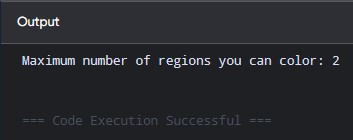 Output
Maximum number of regions you can color: 2
=== Code Execution Successful ===